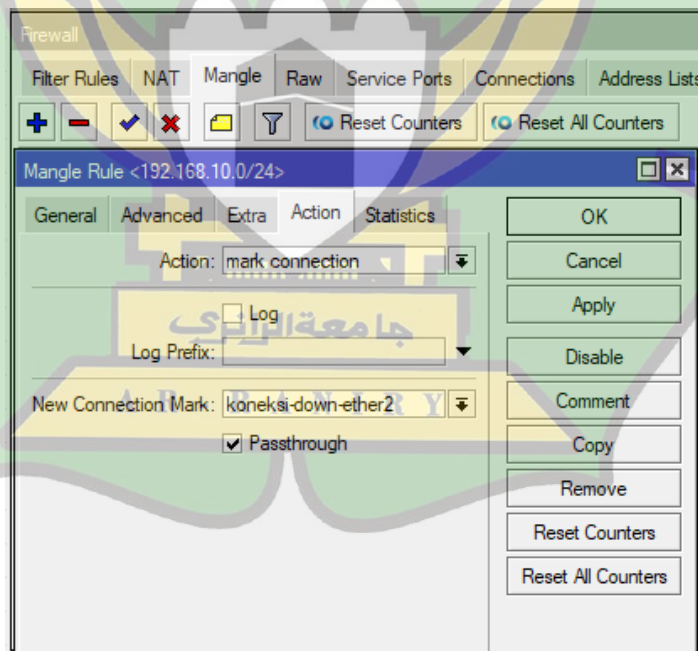 Firewall
Filter Rules NAT Mangle Raw Service Ports Connections Address Lists
Reset Counters Reset All Counters
Mangle Rule <192.168.10.0/24>
General Advanced Extra Action Statistics
OK
Action: mark connection
Cancel
Log
Apply
جامعة الرانري
Log Prefix:
Disable
New Connection Mark: koneksi-down-ether2
Comment
A R - R A N I R Y
Passthrough
Copy
Remove
Reset Counters
Reset All Counters